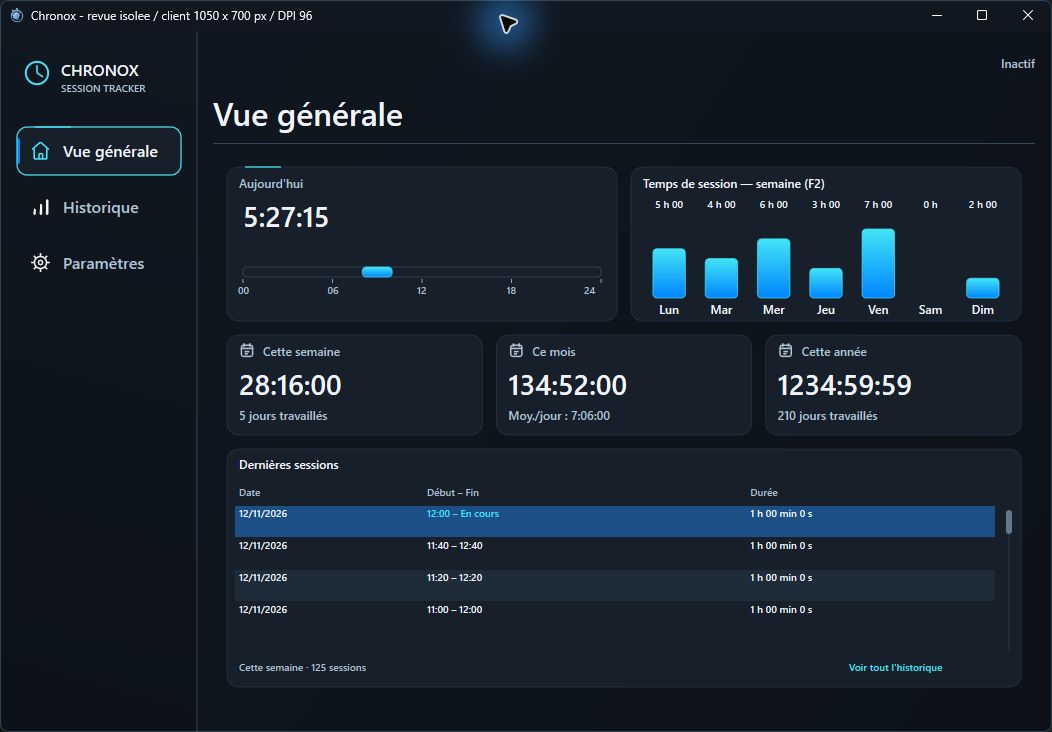 Chronox - revue isolee / client 1050 x 700 px / DPI 96
CHRONOX
SESSION TRACKER
Vue générale
Historique
Paramètres
Inactif
Vue générale
Aujourd'hui
5:27:15
00 06 12 18 24
Temps de session — semaine (F2)
5 h 00 4 h 00 6 h 00 3 h 00 7 h 00 0 h 2 h 00
Lun Mar Mer Jeu Ven Sam Dim
Cette semaine
28:16:00
5 jours travaillés
Ce mois
134:52:00
Moy./jour : 7:06:00
Cette année
1234:59:59
210 jours travaillés
Dernières sessions
Date Début – Fin Durée
12/11/2026 12:00 – En cours 1 h 00 min 0 s
12/11/2026 11:40 – 12:40 1 h 00 min 0 s
12/11/2026 11:20 – 12:20 1 h 00 min 0 s
12/11/2026 11:00 – 12:00 1 h 00 min 0 s
Cette semaine · 125 sessions
Voir tout l'historique